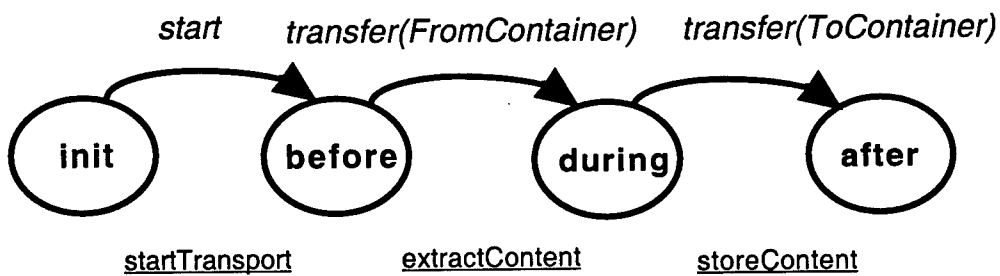 start transfer(FromContainer) transfer(ToContainer)
init before during after
startTransport extractContent storeContent